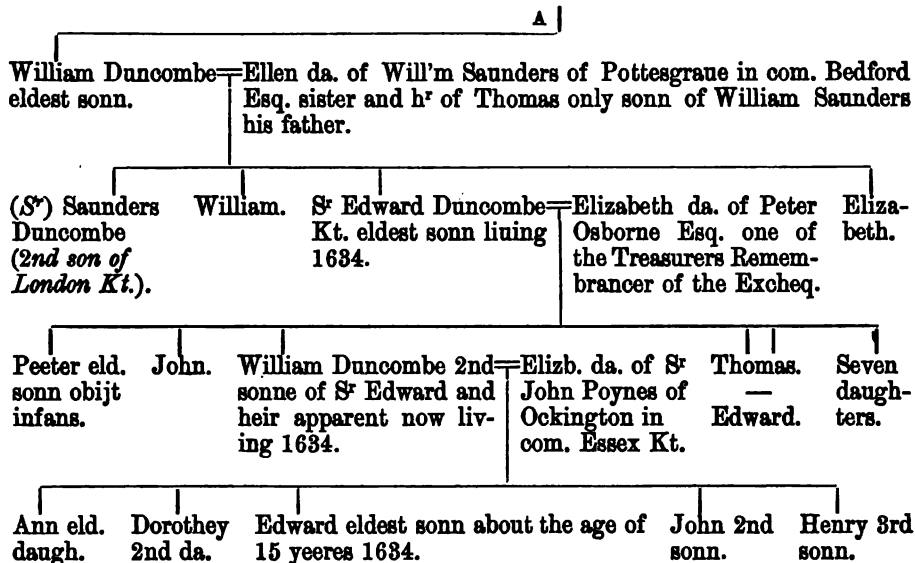 A
William Duncombe=Ellen da. of Will'm Saunders of Pottesgraue in com. Bedford
eldest sonn. Esq. sister and hʳ of Thomas only sonn of William Saunders
his father.
(Sʳ) Saunders
Duncombe
(2nd son of
London Kt.).
William.
Sʳ Edward Duncombe=Elizabeth da. of Peter
Kt. eldest sonn liuing Osborne Esq. one of
1634. the Treasurers Remem-
brancer of the Excheq.
Eliza-
beth.
Peeter eld.
sonn obijt
infans.
John.
William Duncombe 2nd=Elizb. da. of Sʳ
sonne of Sʳ Edward and John Poynes of
heir apparent now liv- Ockington in
ing 1634. com. Essex Kt.
Thomas.
—
Edward.
Seven
daugh-
ters.
Ann eld.
daugh.
Dorothey
2nd da.
Edward eldest sonn about the age of
15 yeeres 1634.
John 2nd
sonn.
Henry 3rd
sonn.